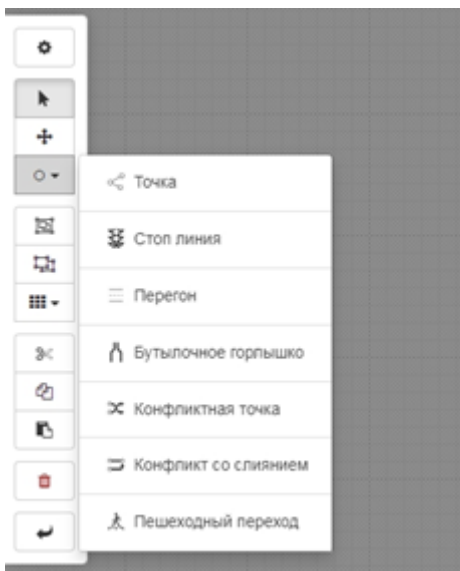 Точка
Стоп линия
Перегон
Бутылочное горлышко
Конфликтная точка
Конфликт со слиянием
Пешеходный переход